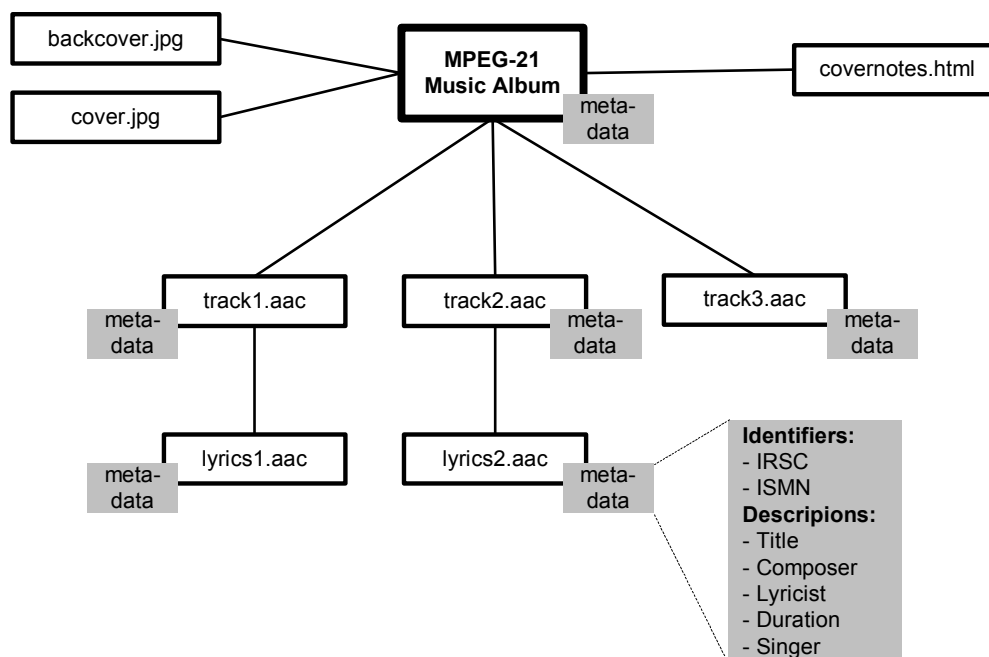 backcover.jpg
cover.jpg
MPEG-21
Music Album
meta-
data
covernotes.html
track1.aac
meta-
data
track2.aac
meta-
data
track3.aac
meta-
data
lyrics1.aac
meta-
data
lyrics2.aac
meta-
data
Identifiers:
- IRSC
- ISMN
Descripions:
- Title
- Composer
- Lyricist
- Duration
- Singer